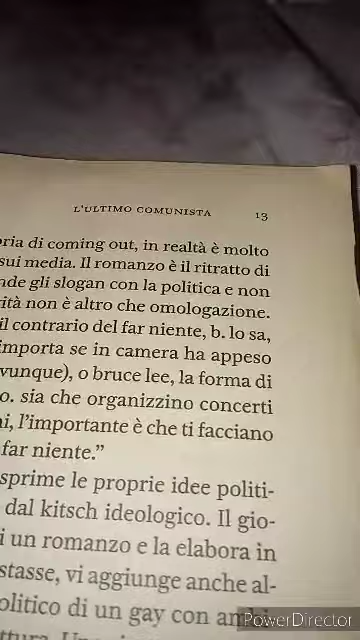 L'ULTIMO COMUNISTA 13
ria di coming out, in realtà è molto
sui media. Il romanzo è il ritratto di
nde gli slogan con la politica e non
ità non è altro che omologazione.
il contrario del far niente, b. lo sa,
importa se in camera ha appeso
vunque), o bruce lee, la forma di
o. sia che organizzino concerti
i, l'importante è che ti facciano
far niente."
sprime le proprie idee politi-
dal kitsch ideologico. Il gio-
i un romanzo e la elabora in
stasse, vi aggiunge anche al-
olitico di un gay con
PowerDirector